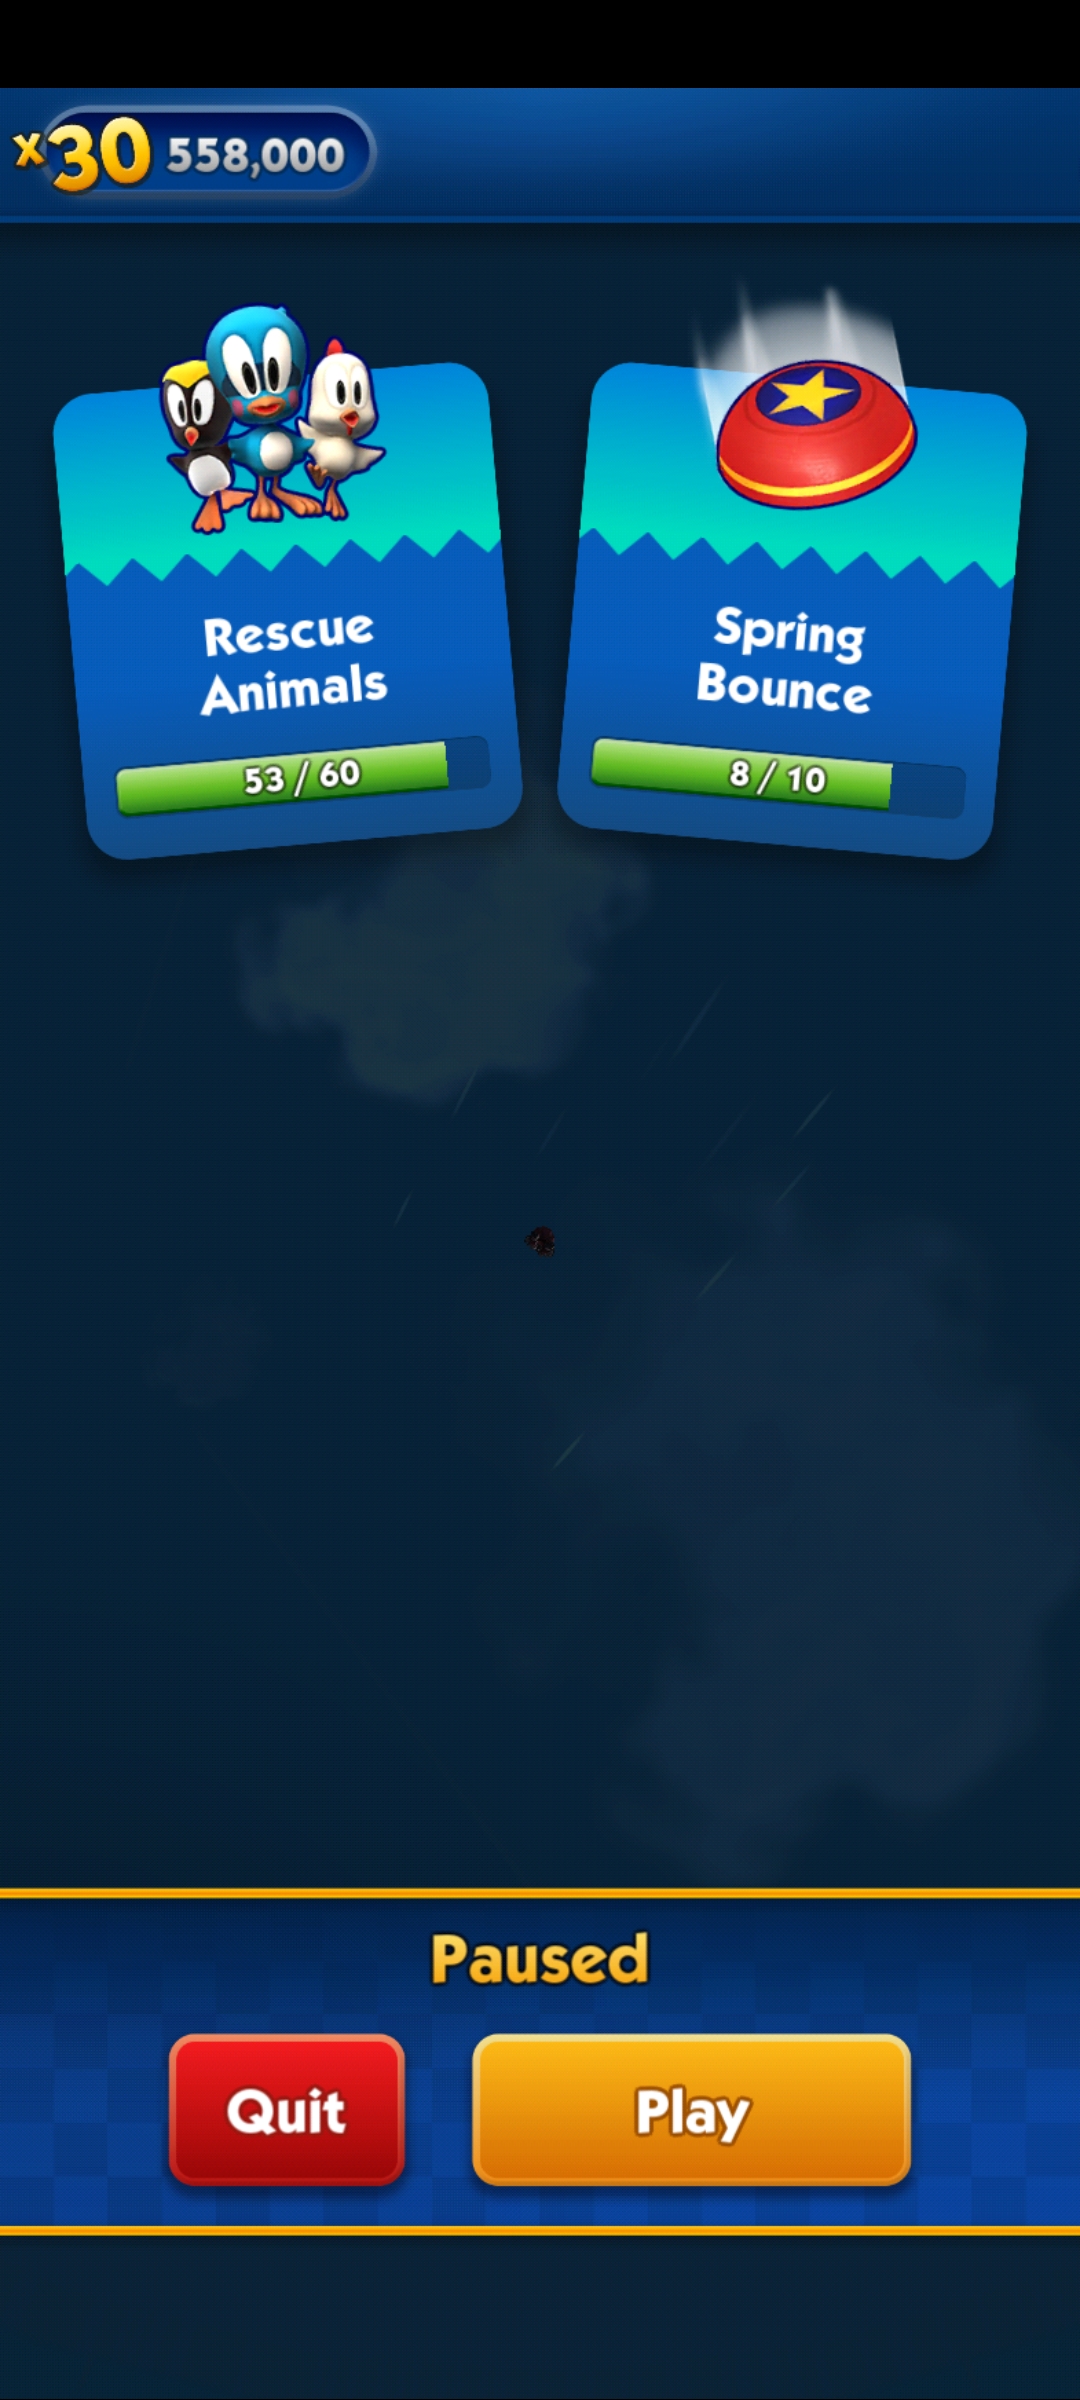 x30 558,000
Rescue
Animals
53 / 60
Spring
Bounce
8 / 10
Paused
Quit
Play